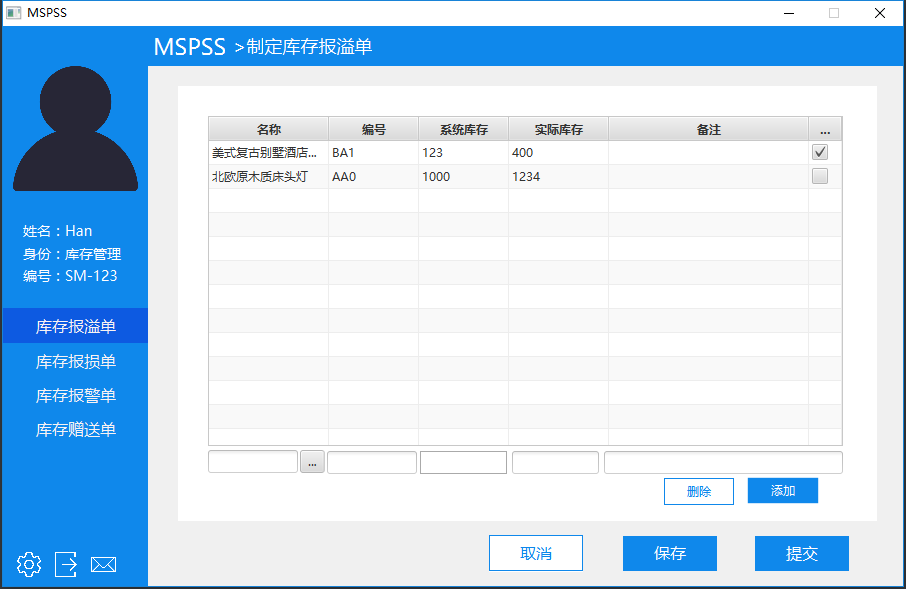 MSPSS
MSPSS >制定库存报溢单
姓名：Han
身份：库存管理
编号：SM-123
库存报溢单
库存报损单
库存报警单
库存赠送单
名称 编号 系统库存 实际库存 备注 ...
美式复古别墅酒店... BA1 123 400
北欧原木质床头灯 AA0 1000 1234
...
删除 添加
取消 保存 提交